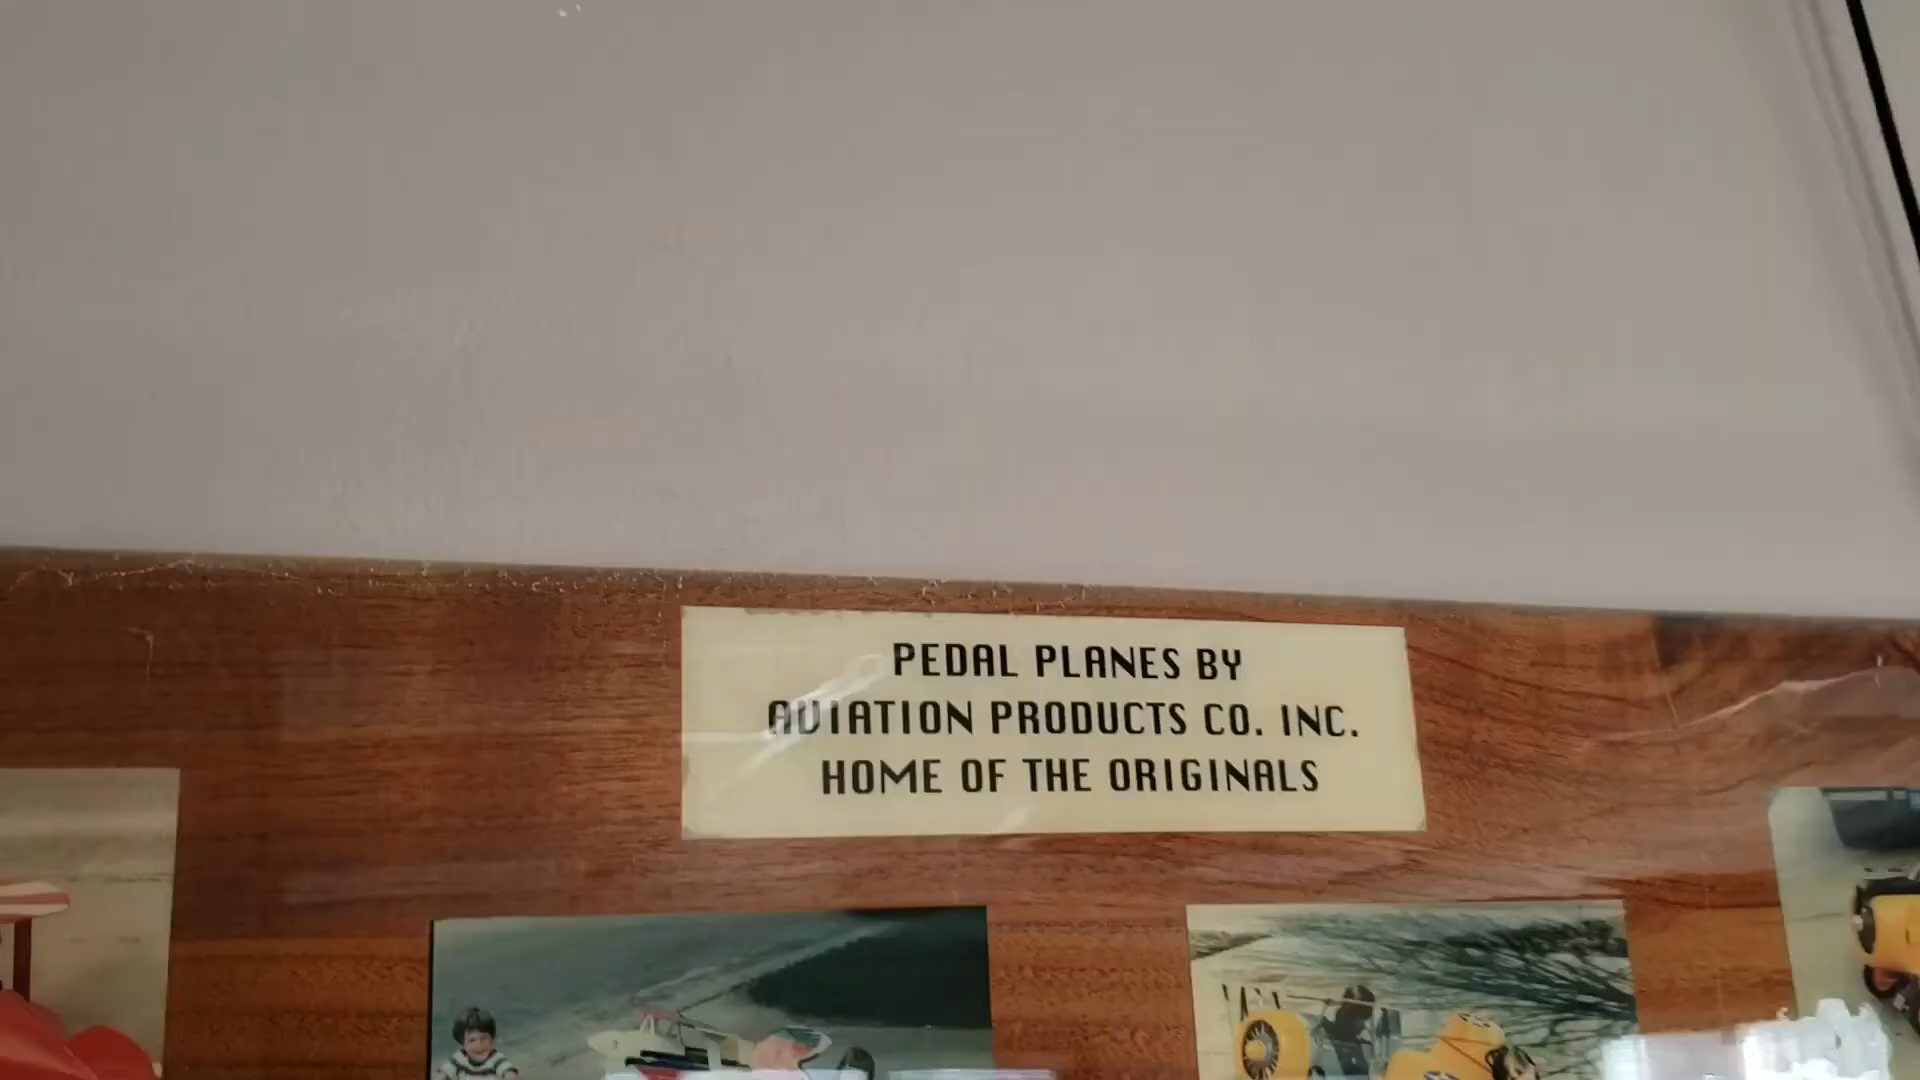 PEDAL PLANES BY
AVIATION PRODUCTS CO. INC.
HOME OF THE ORIGINALS